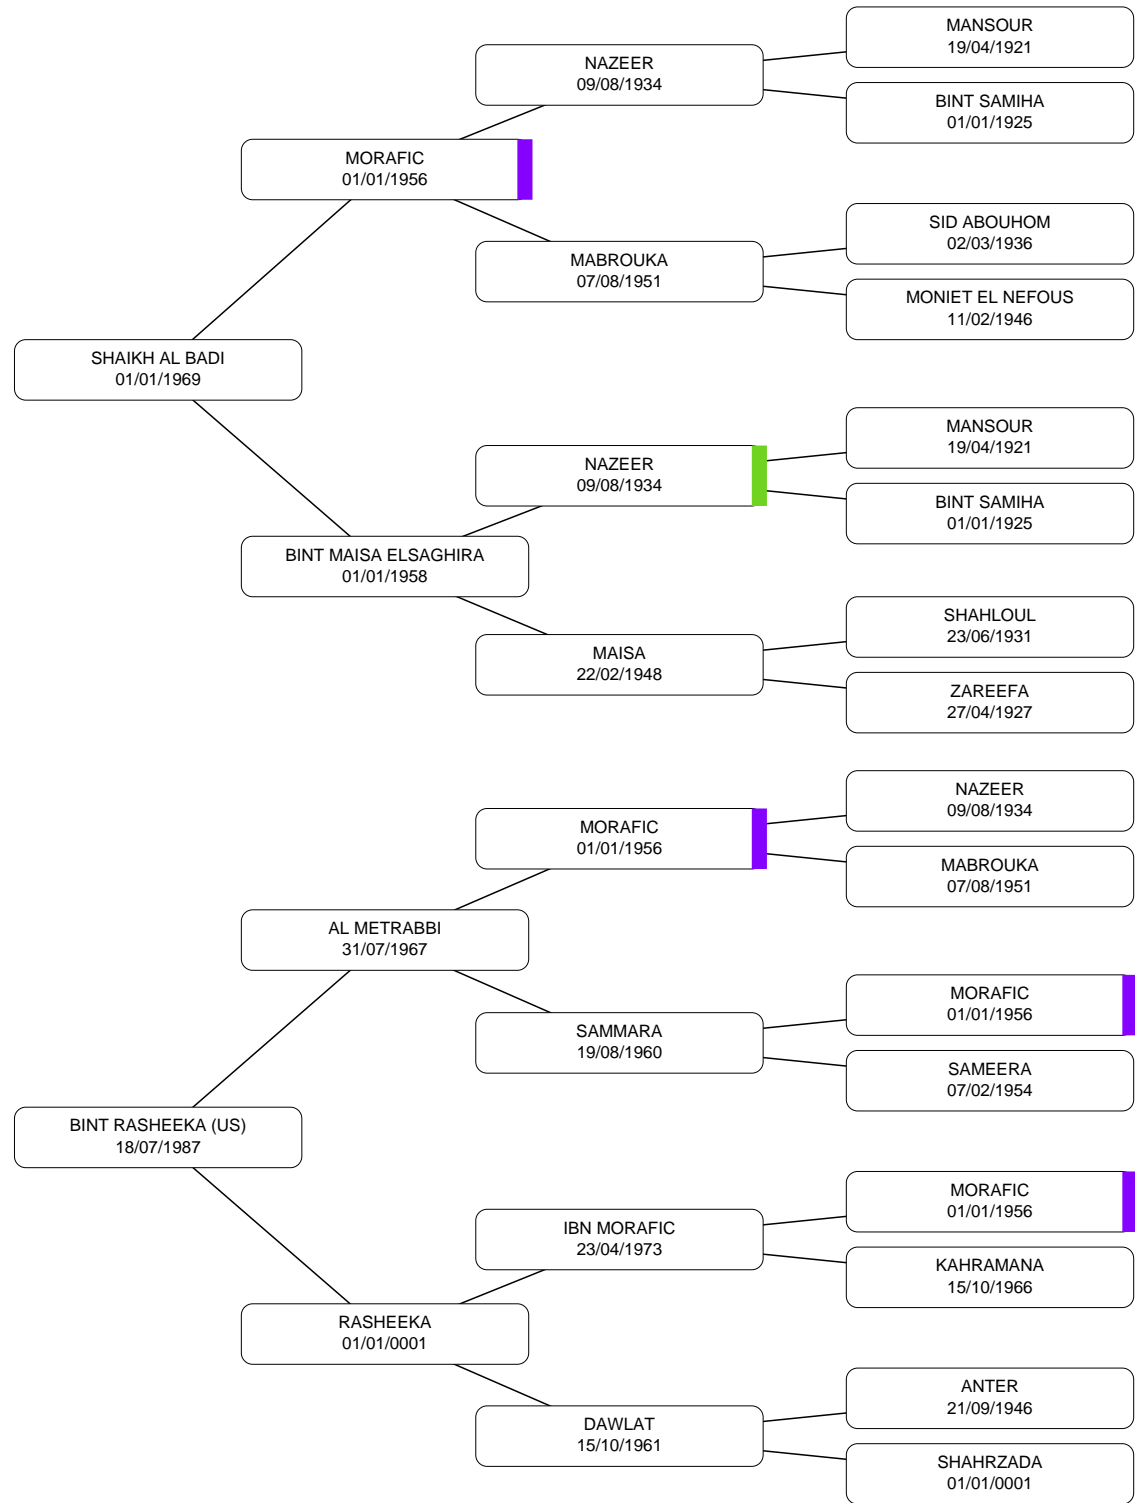 MANSOUR
19/04/1921
NAZEER
09/08/1934
BINT SAMIHA
01/01/1925
MORAFIC
01/01/1956
SID ABOUHOM
02/03/1936
MABROUKA
07/08/1951
MONIET EL NEFOUS
11/02/1946
SHAIKH AL BADI
01/01/1969
MANSOUR
19/04/1921
NAZEER
09/08/1934
BINT SAMIHA
01/01/1925
BINT MAISA ELSAGHIRA
01/01/1958
SHAHLOUL
23/06/1931
MAISA
22/02/1948
ZAREEFA
27/04/1927
NAZEER
09/08/1934
MORAFIC
01/01/1956
MABROUKA
07/08/1951
AL METRABBI
31/07/1967
MORAFIC
01/01/1956
SAMMARA
19/08/1960
SAMEERA
07/02/1954
BINT RASHEEKA (US)
18/07/1987
MORAFIC
01/01/1956
IBN MORAFIC
23/04/1973
KAHRAMANA
15/10/1966
RASHEEKA
01/01/0001
ANTER
21/09/1946
DAWLAT
15/10/1961
SHAHRZADA
01/01/0001